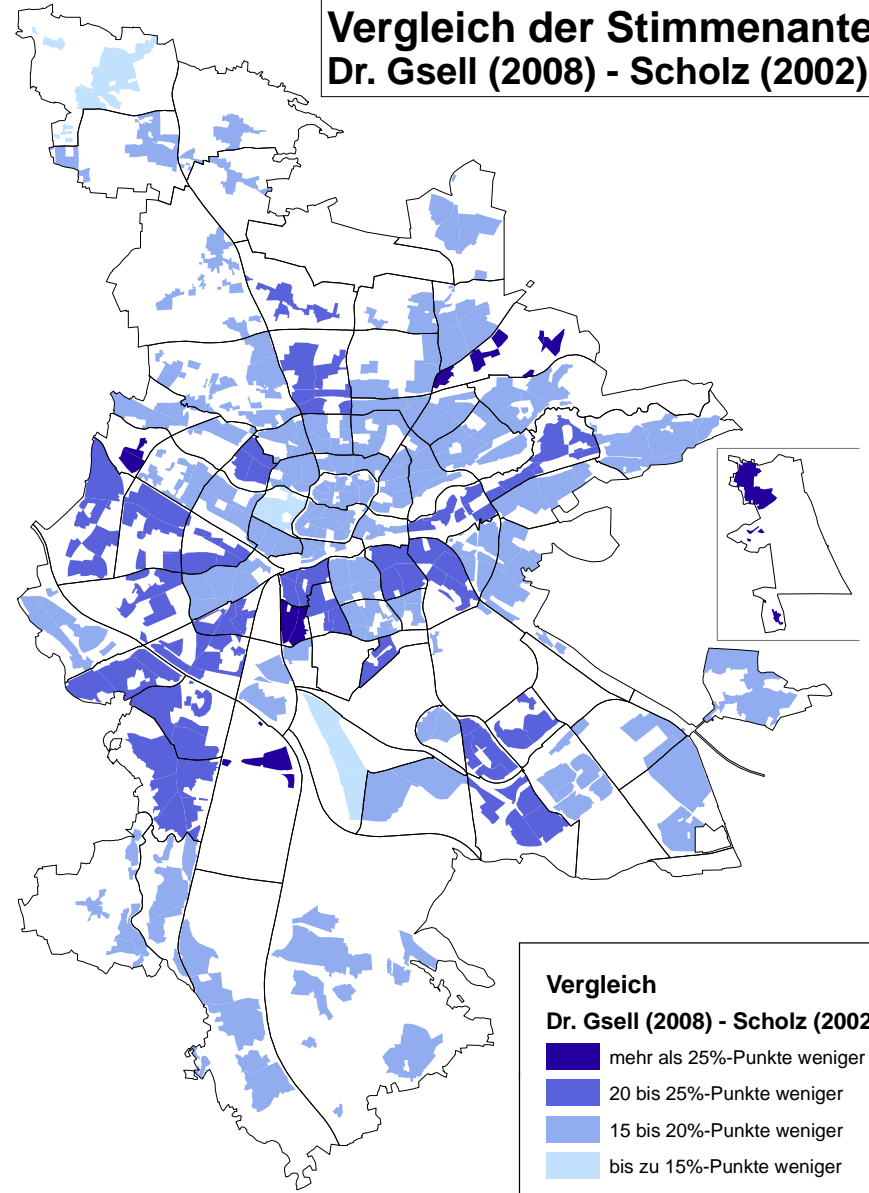 Vergleich der Stimmenante
Dr. Gsell (2008) - Scholz (2002)
Vergleich
Dr. Gsell (2008) - Scholz (2002
mehr als 25%-Punkte weniger
20 bis 25%-Punkte weniger
15 bis 20%-Punkte weniger
bis zu 15%-Punkte weniger